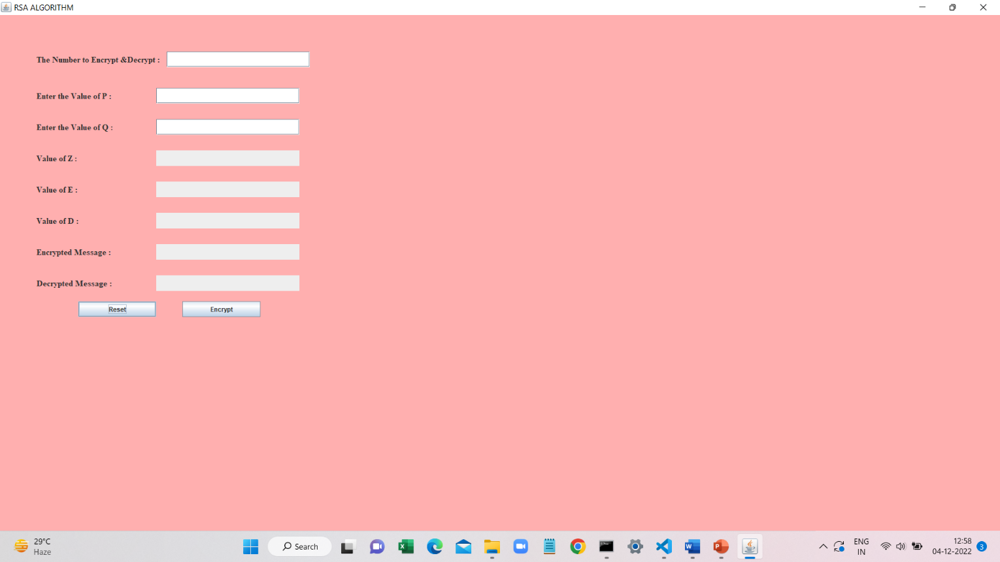 RSA ALGORITHM
The Number to Encrypt &Decrypt :
Enter the Value of P :
Enter the Value of Q :
Value of Z :
Value of E :
Value of D :
Encrypted Message :
Decrypted Message :
Reset Encrypt
29°C
Haze
Search
ENG
IN
12:58
04-12-2022
3